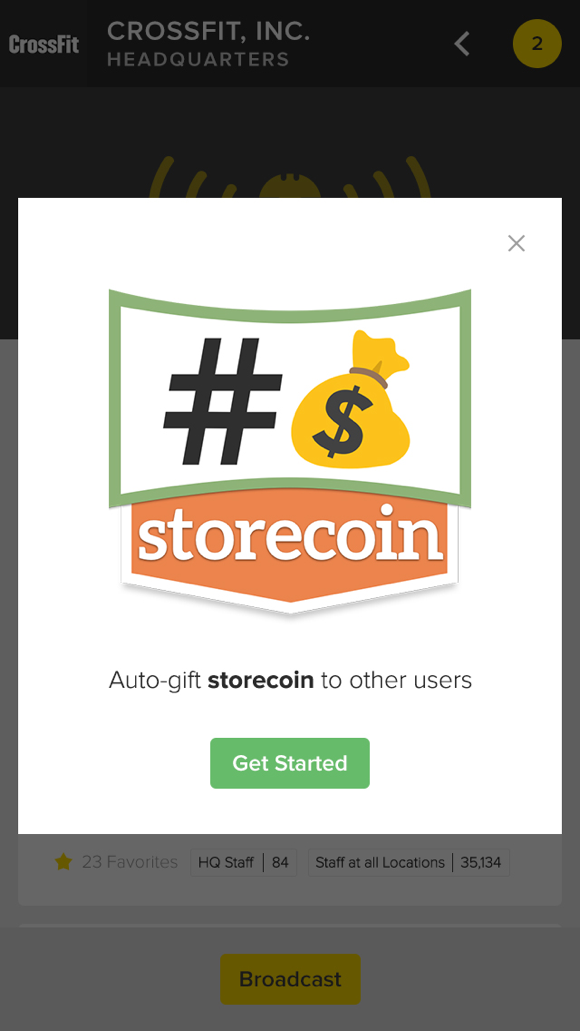 CrossFit
CROSSFIT, INC.
HEADQUARTERS
2
#$
storecoin
Auto-gift storecoin to other users
Get Started
23 Favorites
HQ Staff | 84
Staff at all Locations | 35,134
Broadcast